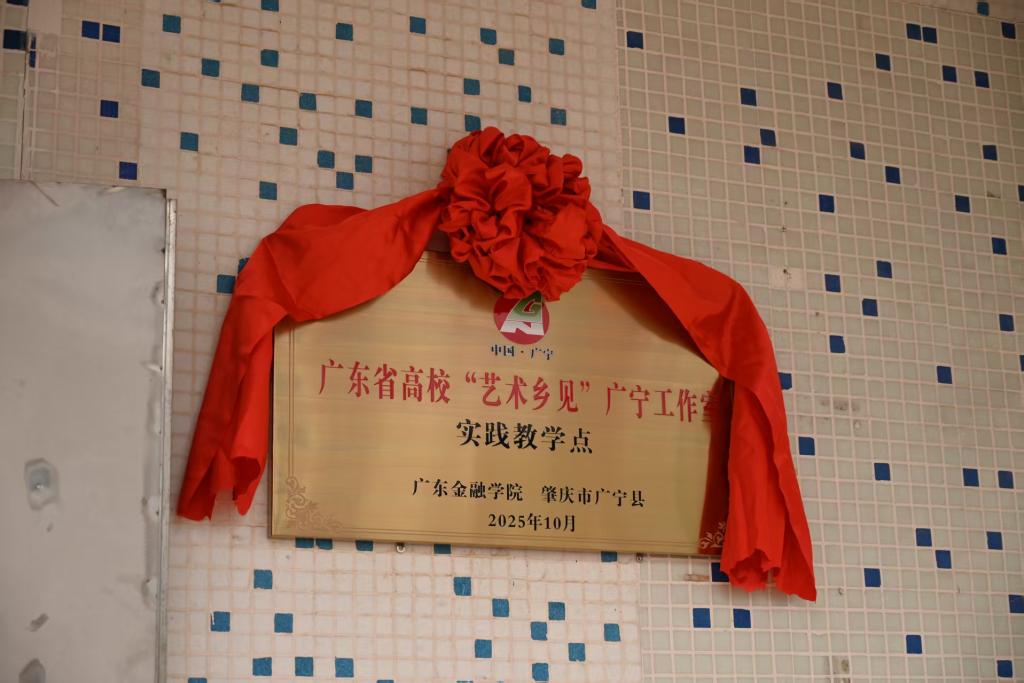 中国·广宁
广东省高校“艺术乡见”广宁工作室
实践教学点
广东金融学院 肇庆市广宁县
2025年10月